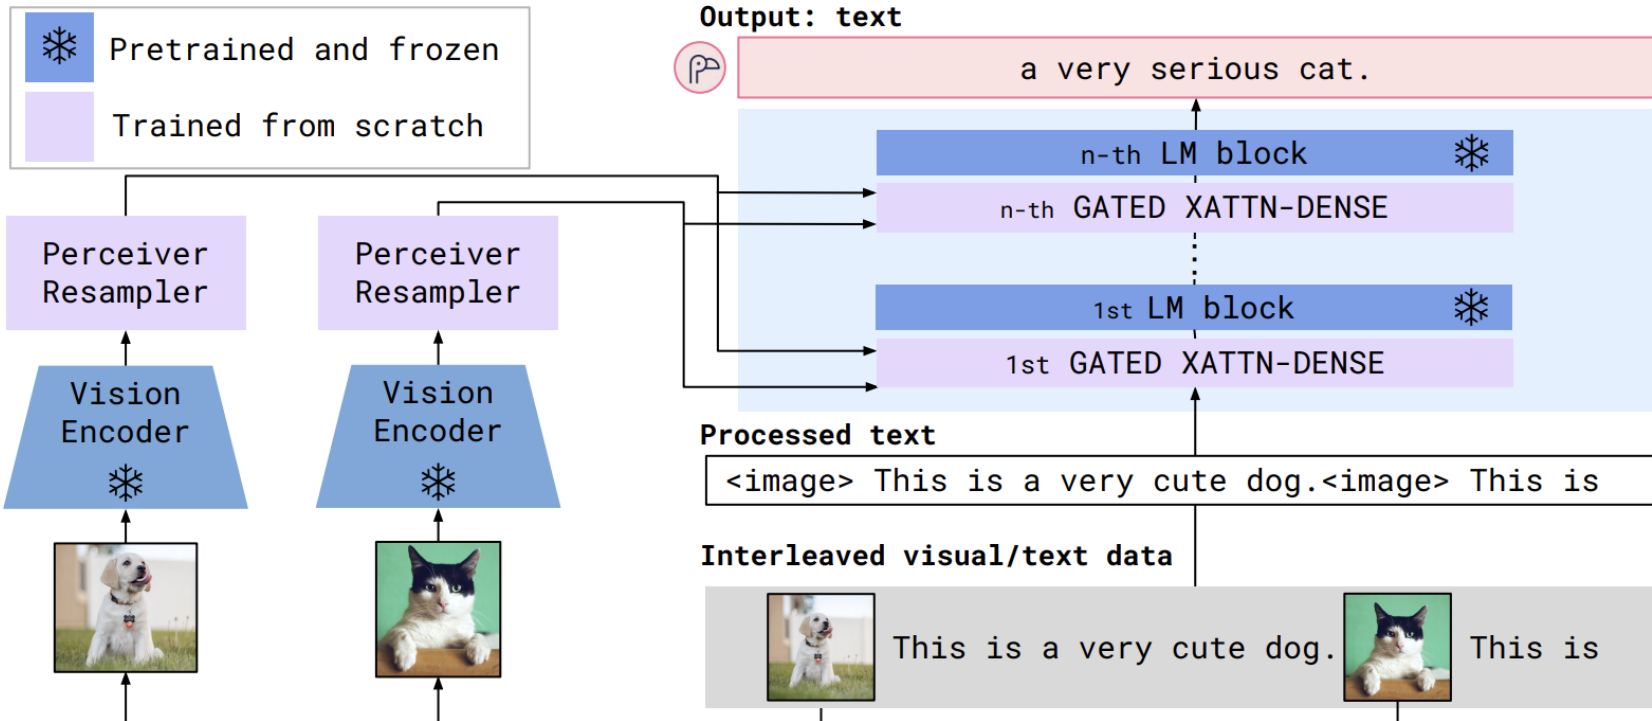 Pretrained and frozen
Trained from scratch
Perceiver
Resampler
Perceiver
Resampler
Vision
Encoder
Vision
Encoder
Output: text
a very serious cat.
n-th LM block
n-th GATED XATTN-DENSE
1st LM block
1st GATED XATTN-DENSE
Processed text
<image> This is a very cute dog.<image> This is
Interleaved visual/text data
This is a very cute dog.
This is